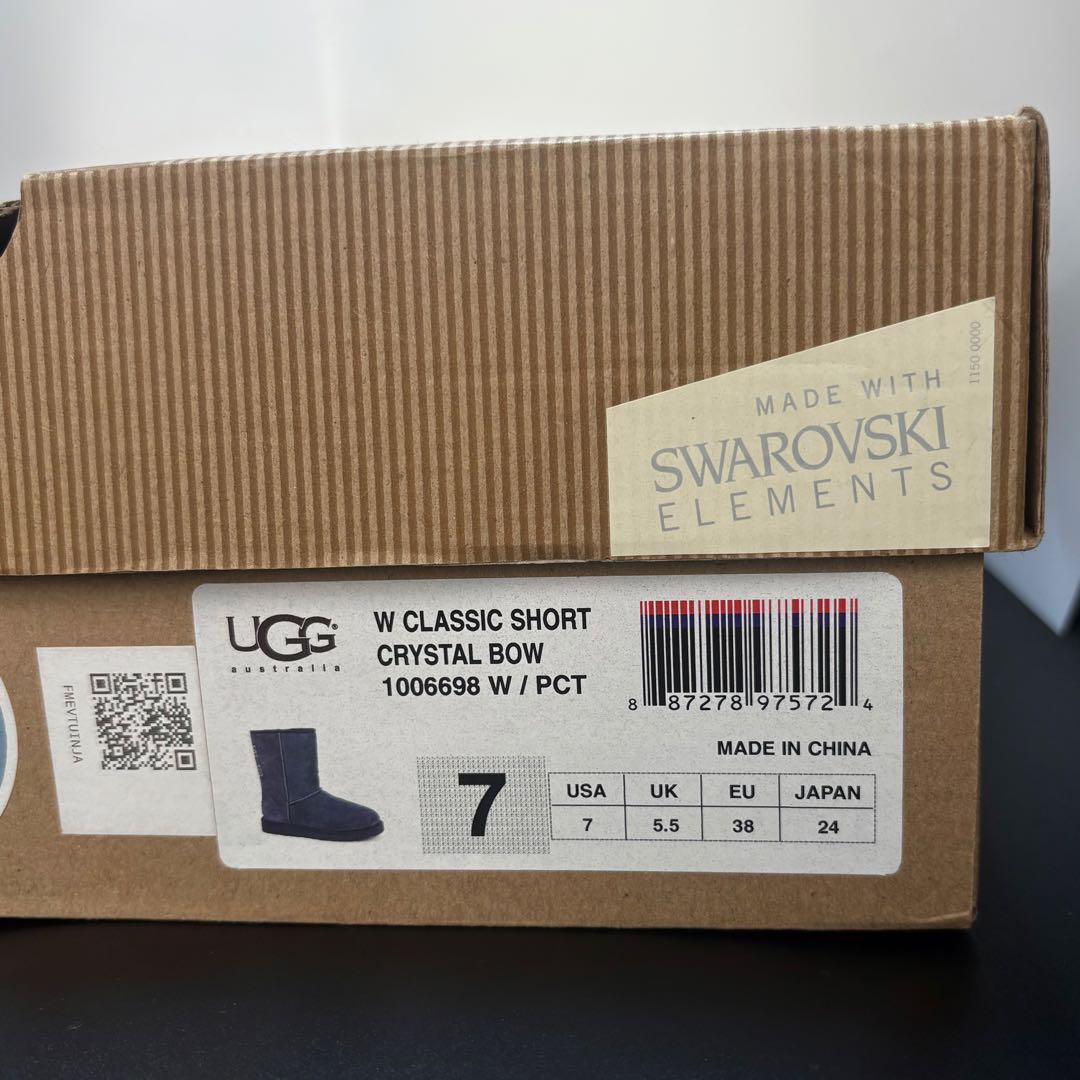 1150 0000
MADE WITH
SWAROVSKI
ELEMENTS
UGG®
australia
W CLASSIC SHORT
CRYSTAL BOW
1006698 W / PCT
8 87278 97572 4
MADE IN CHINA
FMEVTUINJA
7
USA UK EU JAPAN
7 5.5 38 24